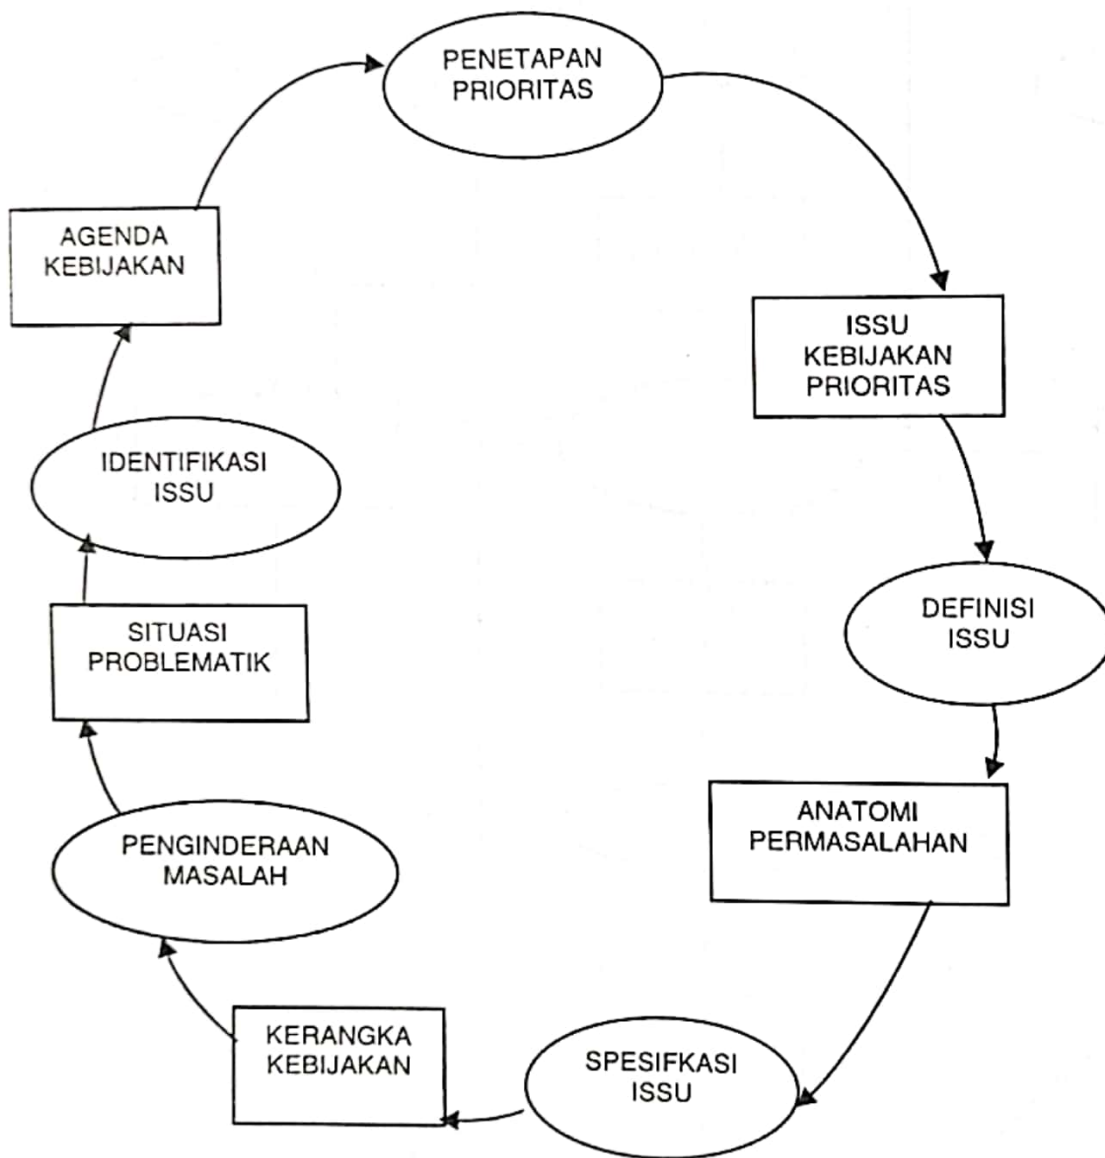 PENETAPAN
PRIORITAS
AGENDA
KEBIJAKAN
ISSU
KEBIJAKAN
PRIORITAS
IDENTIFIKASI
ISSU
DEFINISI
ISSU
SITUASI
PROBLEMATIK
ANATOMI
PERMASALAHAN
PENGINDERAAN
MASALAH
KERANGKA
KEBIJAKAN
SPESIFKASI
ISSU